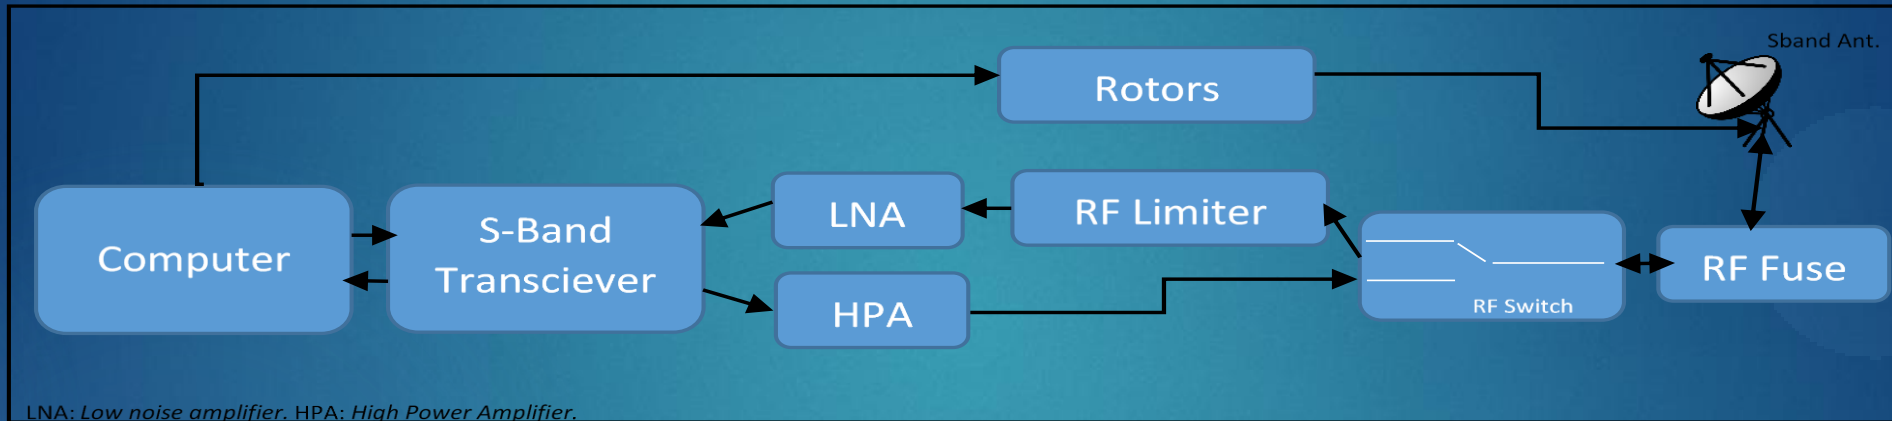 Sband Ant.
Rotors
Computer
S-Band
Transciever
LNA
RF Limiter
HPA
RF Switch
RF Fuse
LNA: Low noise amplifier. HPA: High Power Amplifier.